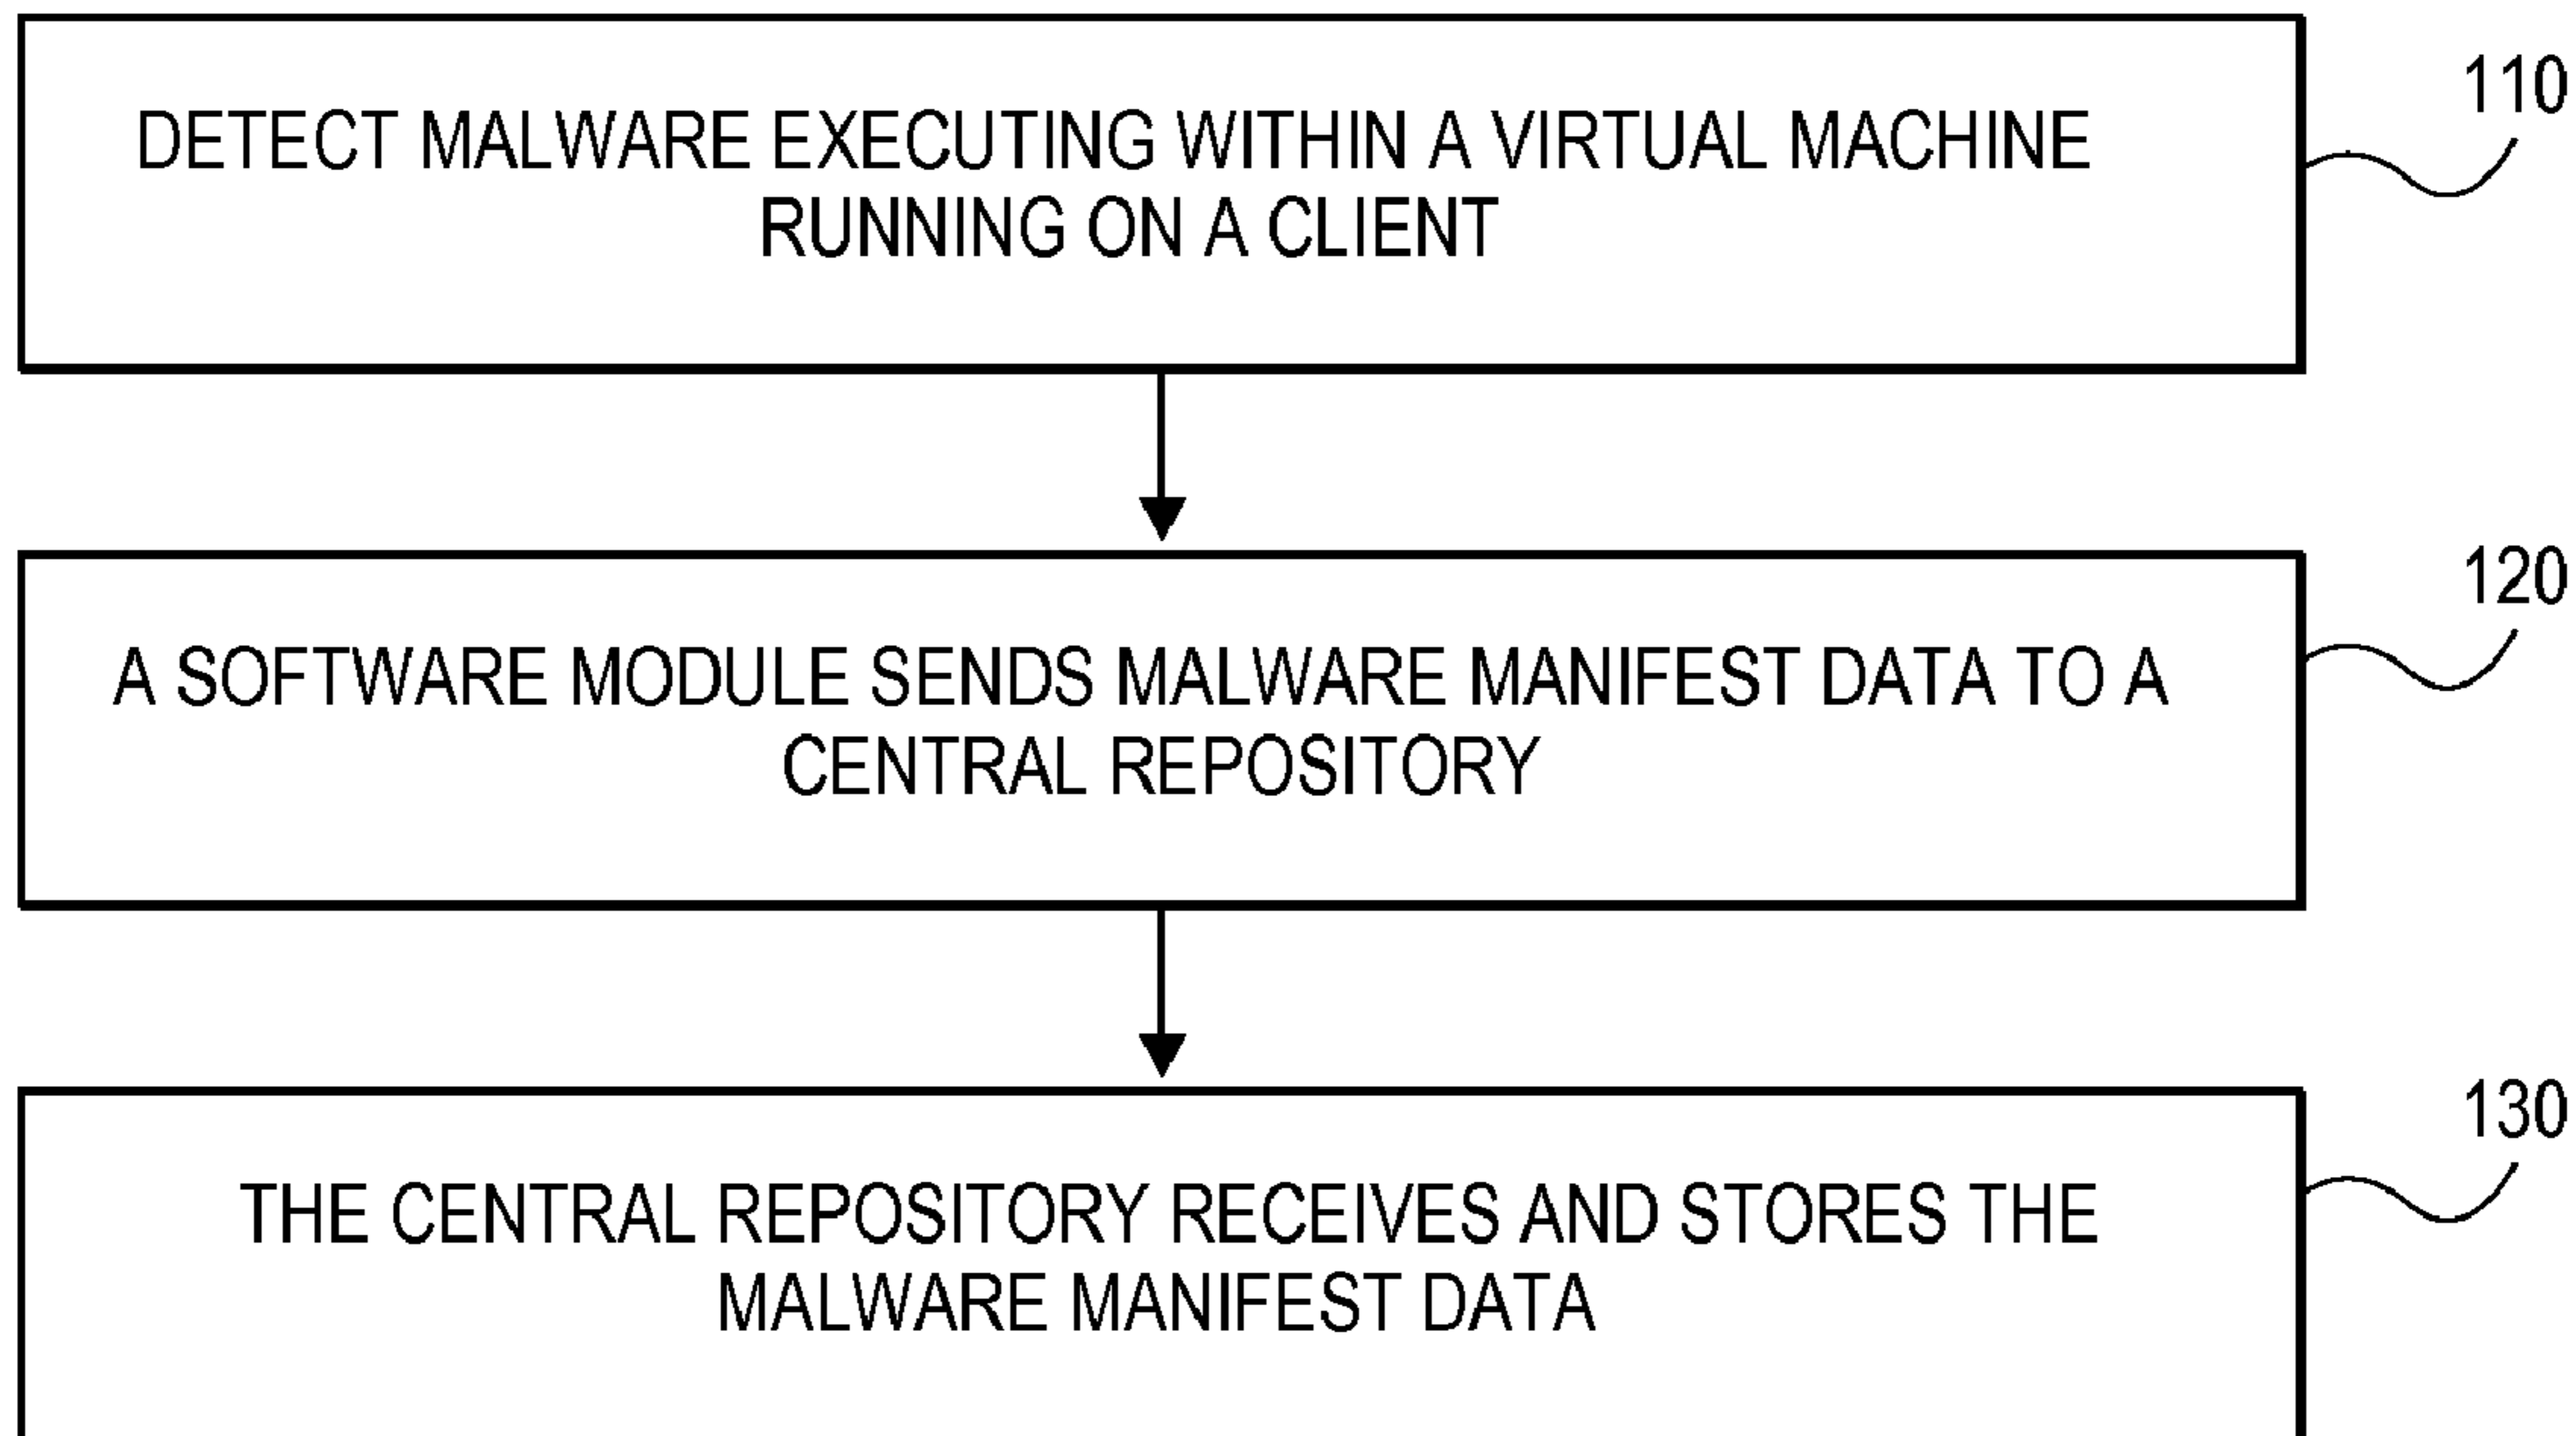 DETECT MALWARE EXECUTING WITHIN A VIRTUAL MACHINE
RUNNING ON A CLIENT
110
A SOFTWARE MODULE SENDS MALWARE MANIFEST DATA TO A
CENTRAL REPOSITORY
120
THE CENTRAL REPOSITORY RECEIVES AND STORES THE
MALWARE MANIFEST DATA
130